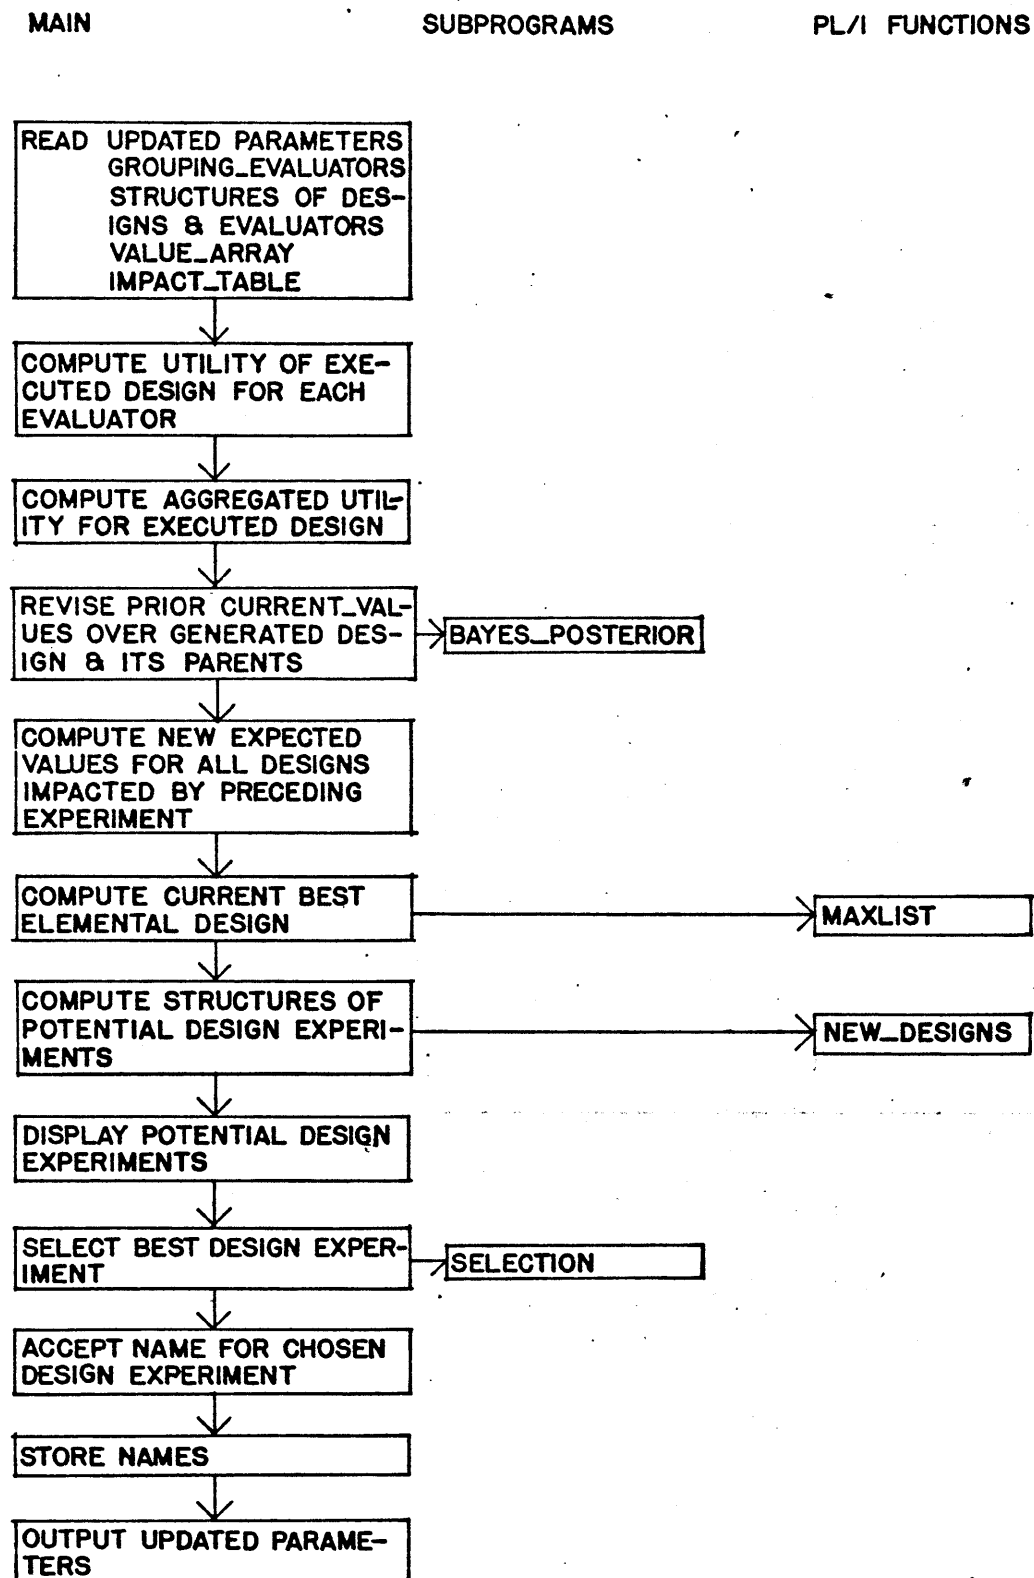 MAIN SUBPROGRAMS PL/I FUNCTIONS
READ UPDATED PARAMETERS
GROUPING_EVALUATORS
STRUCTURES OF DES-
IGNS & EVALUATORS
VALUE_ARRAY
IMPACT_TABLE
COMPUTE UTILITY OF EXE-
CUTED DESIGN FOR EACH
EVALUATOR
COMPUTE AGGREGATED UTIL-
ITY FOR EXECUTED DESIGN
REVISE PRIOR CURRENT_VAL-
UES OVER GENERATED DES-
IGN & ITS PARENTS
BAYES_POSTERIOR
COMPUTE NEW EXPECTED
VALUES FOR ALL DESIGNS
IMPACTED BY PRECEDING
EXPERIMENT
COMPUTE CURRENT BEST
ELEMENTAL DESIGN
MAXLIST
COMPUTE STRUCTURES OF
POTENTIAL DESIGN EXPERI-
MENTS
NEW_DESIGNS
DISPLAY POTENTIAL DESIGN
EXPERIMENTS
SELECT BEST DESIGN EXPER-
IMENT
SELECTION
ACCEPT NAME FOR CHOSEN
DESIGN EXPERIMENT
STORE NAMES
OUTPUT UPDATED PARAME-
TERS